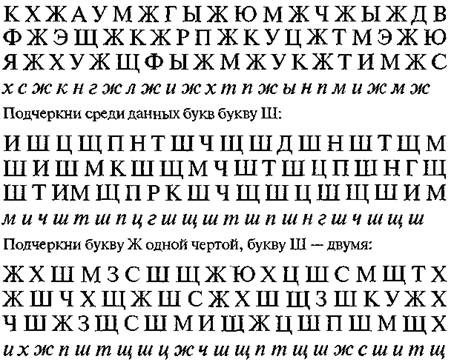 К Х Ж А У М Ж Г Ы Ж Ю М Ж Ч Ж Ы Ж Д В
Ф Ж Э Щ Ж К Ж Р П Ж К У Ц Ж Т М Э Ж Ю
Я Ж Х У Ж Щ Ф Ы Ж М Ж У К Ж Т И М Ж С
х с ж к н г ж л ж и ж х т п ж ы н п м и ж м ж
Подчеркни среди данных букв букву Ш:
И Ш Ц Щ П Н Т Ш Ч Щ Ш Д Ш Н Ш Т Щ М
Ш И Ш М К Ш Щ М Ч Ш Т Ш Ц П Ш Н Г Щ
Ш Т И М Щ П Р К Ш Ч Щ Ш Ц Ш Щ Ш И М
м и ч ш т ш п ц г ш щ ш т ш п ш н г ш ч ш щ ш
Подчеркни букву Ж одной чертой, букву Ш — двумя:
Ж Х Ш М З С Ш Щ Ж Ю Х Ц Ш С М Щ Т Х
Ж Ш Ч Х Щ Ж Ш С Ж Х Ш Щ З Ш К У Ж Х
Ч Ш Ж З Щ С Ш М И Щ Ж Ц Ш П Ш М Щ Х
и х ж п ш т щ ш ц ж ч ш щ п т щ ш ж с ш и т щ